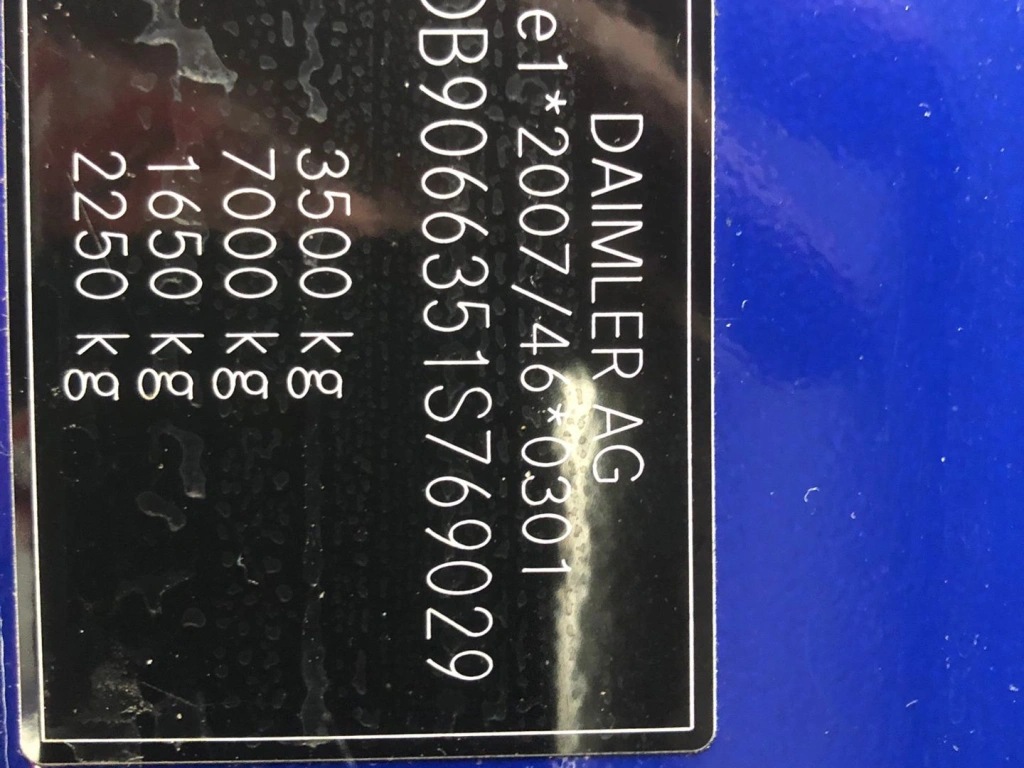 DAIMLER AG
e1*2007/46*0301
DB9066351S769029
3500 kg
7000 kg
1650 kg
2250 kg